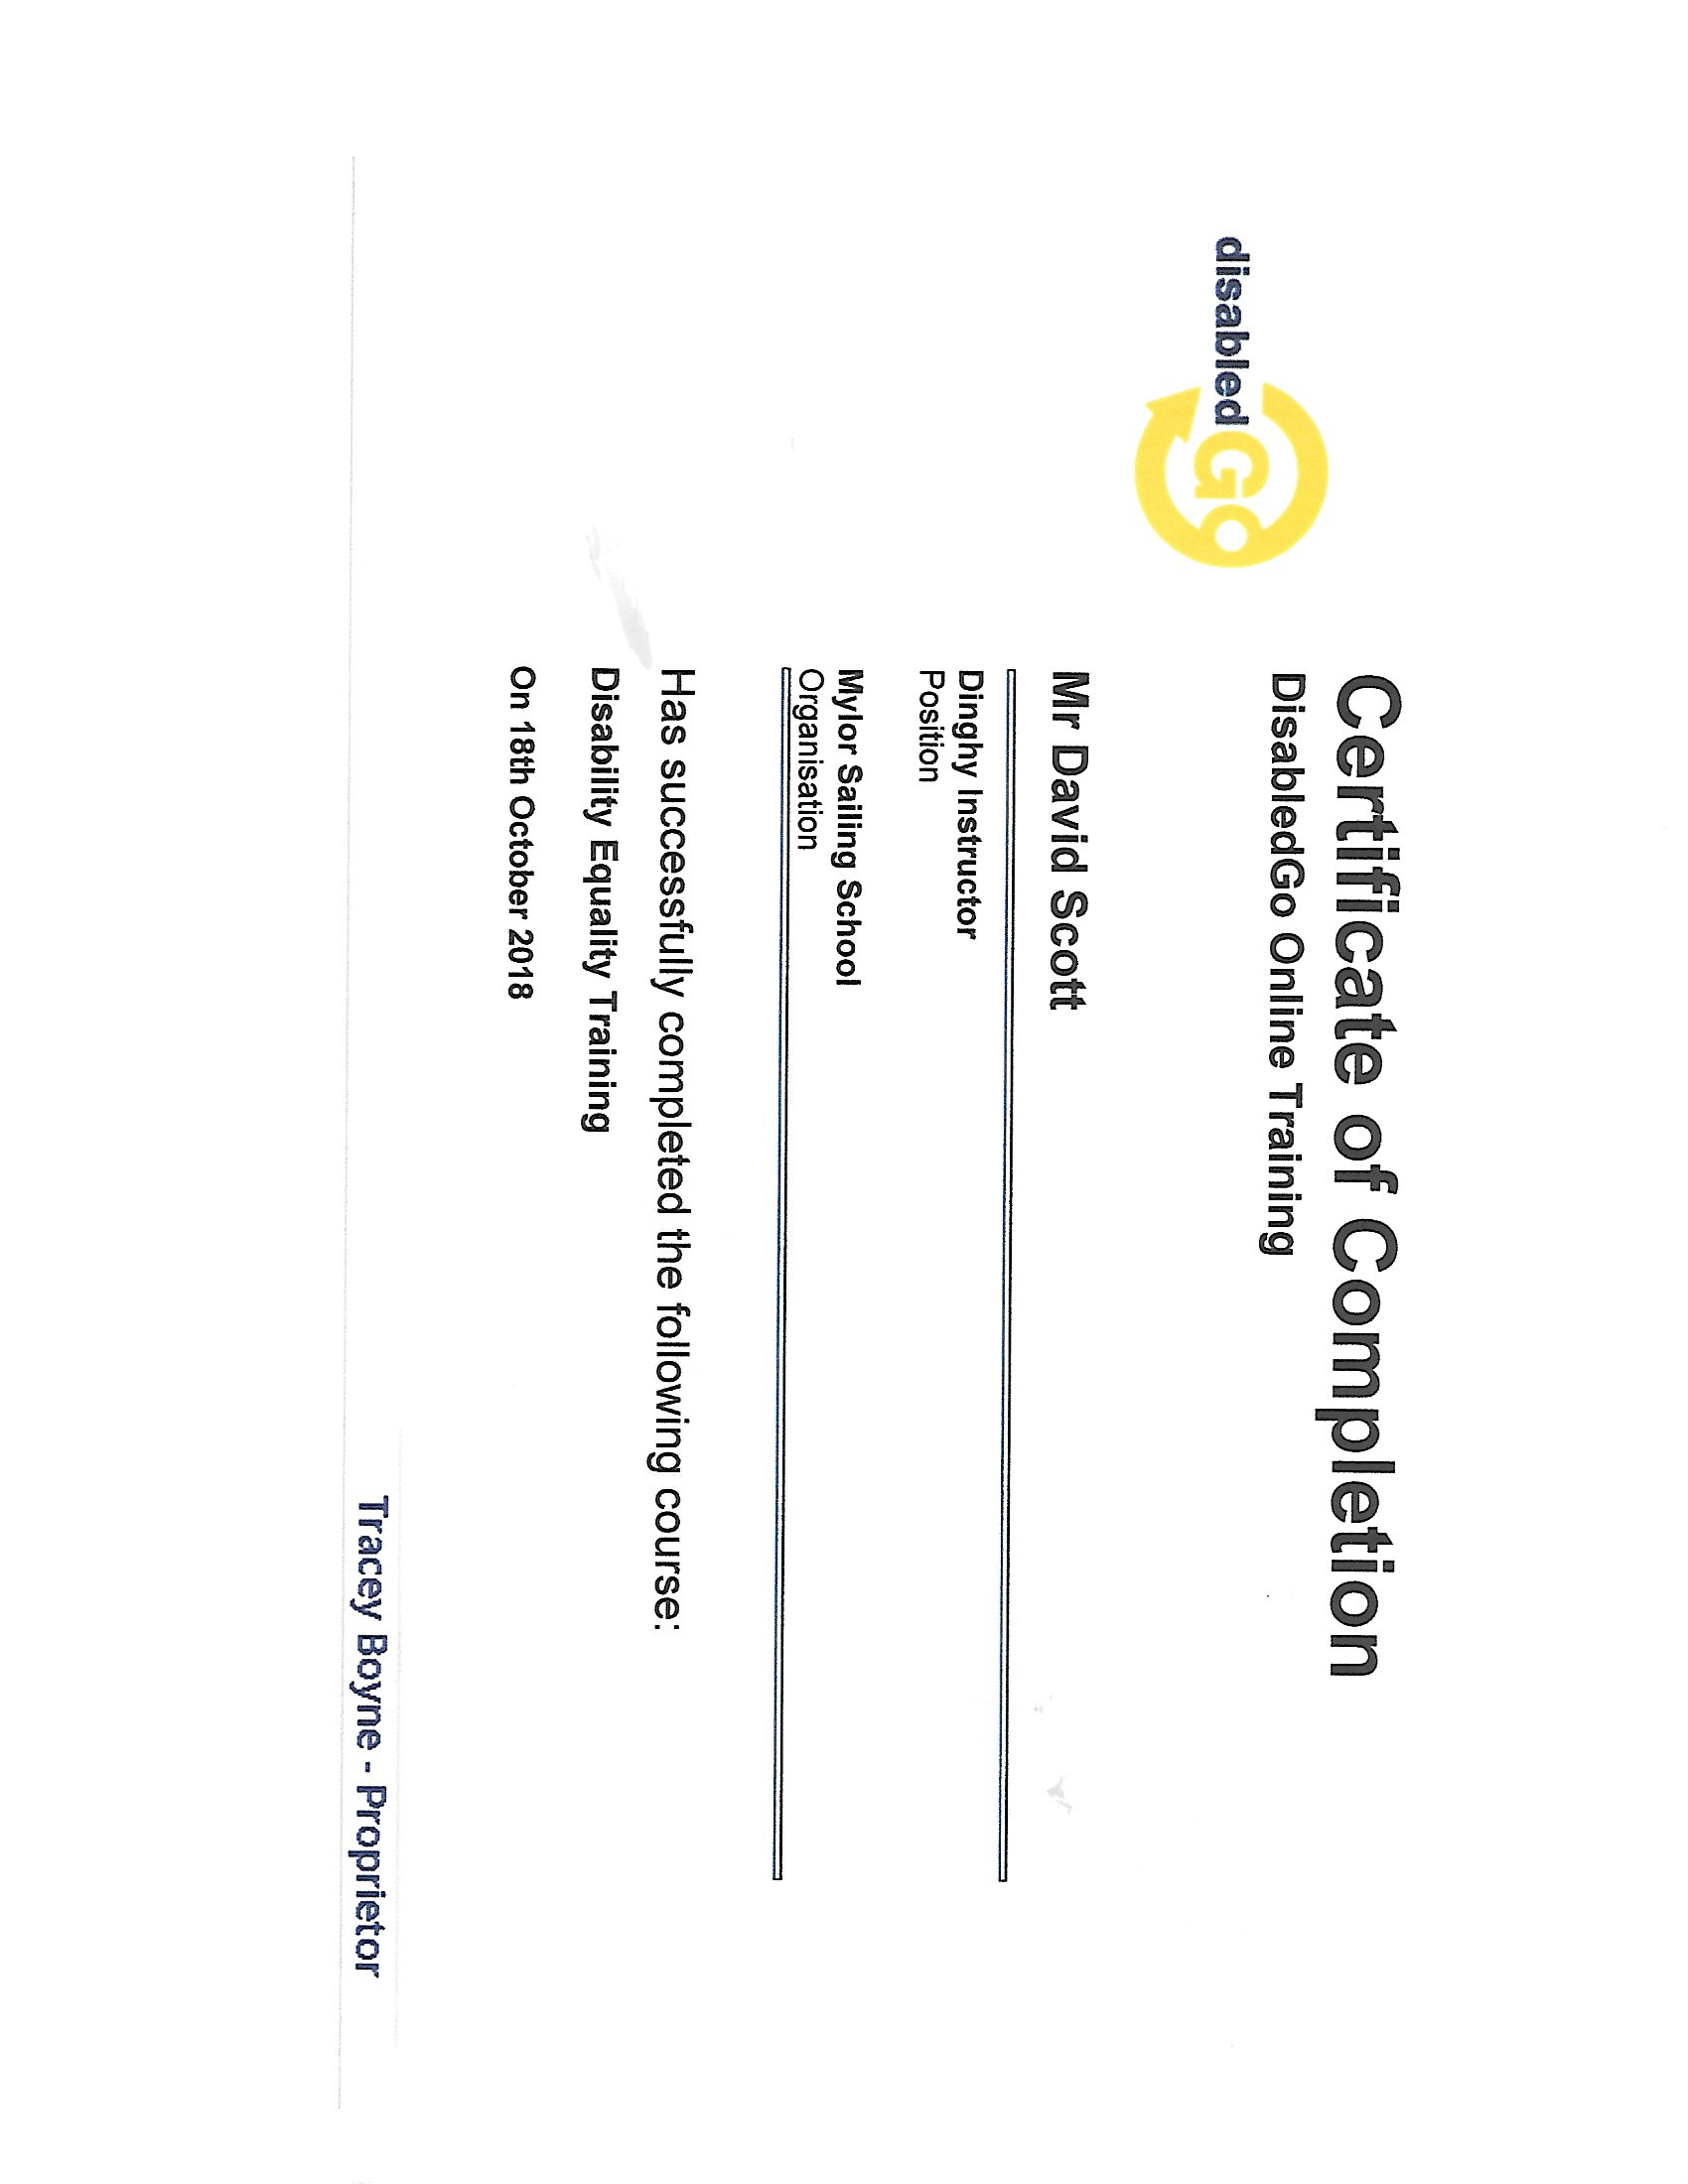 Certificate of Completion
DisabledGo Online Training
disabledGO
Mr David Scott
Dinghy Instructor
Position
Mylor Sailing School
Organisation
Has successfully completed the following course:
Disability Equality Training
On 18th October 2018
Tracey Boyne - Proprietor